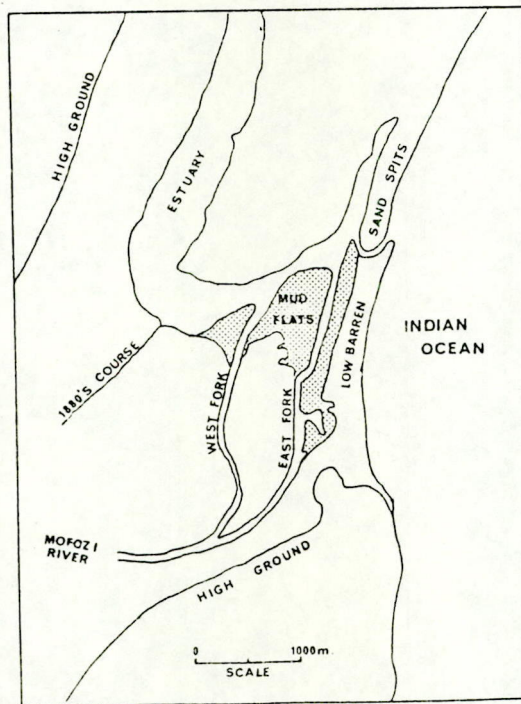 HIGH GROUND
ESTUARY
SAND SPITS
MUD
FLATS
LOW BARREN
INDIAN
OCEAN
1880'S COURSE
WEST FORK
EAST FORK
MOFOZI
RIVER
HIGH GROUND
0 1000m.
SCALE